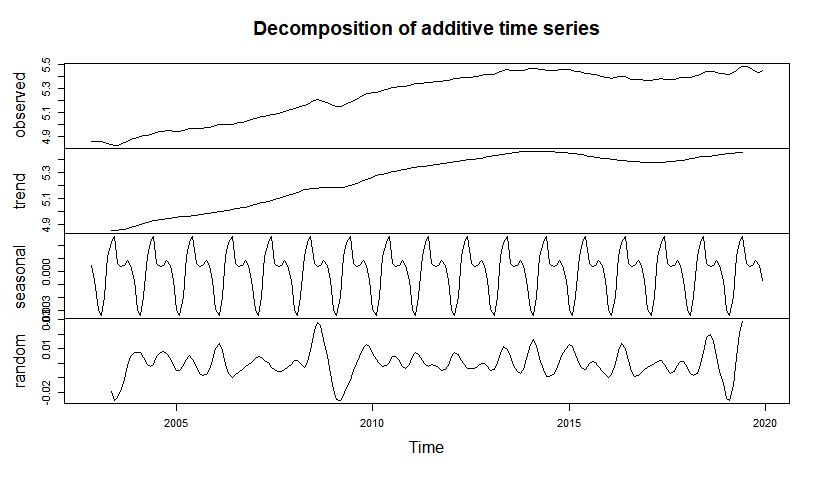 Decomposition of additive time series
observed
4.9 5.1 5.3 5.5
trend
4.9 5.1 5.3
seasonal
0.000
random
-0.02 0.01
2005 2010 2015 2020
Time